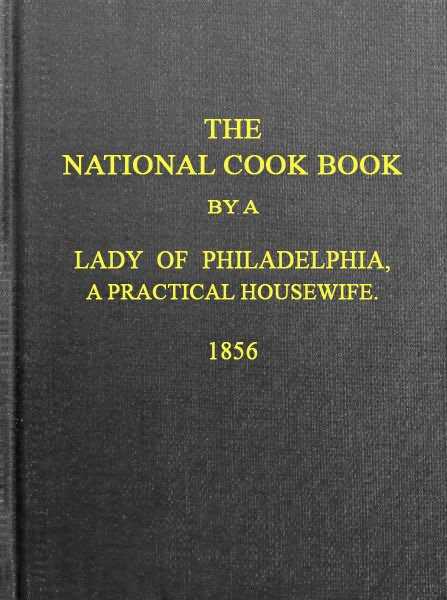 THE
NATIONAL COOK BOOK
BY A
LADY OF PHILADELPHIA,
A PRACTICAL HOUSEWIFE.
1856